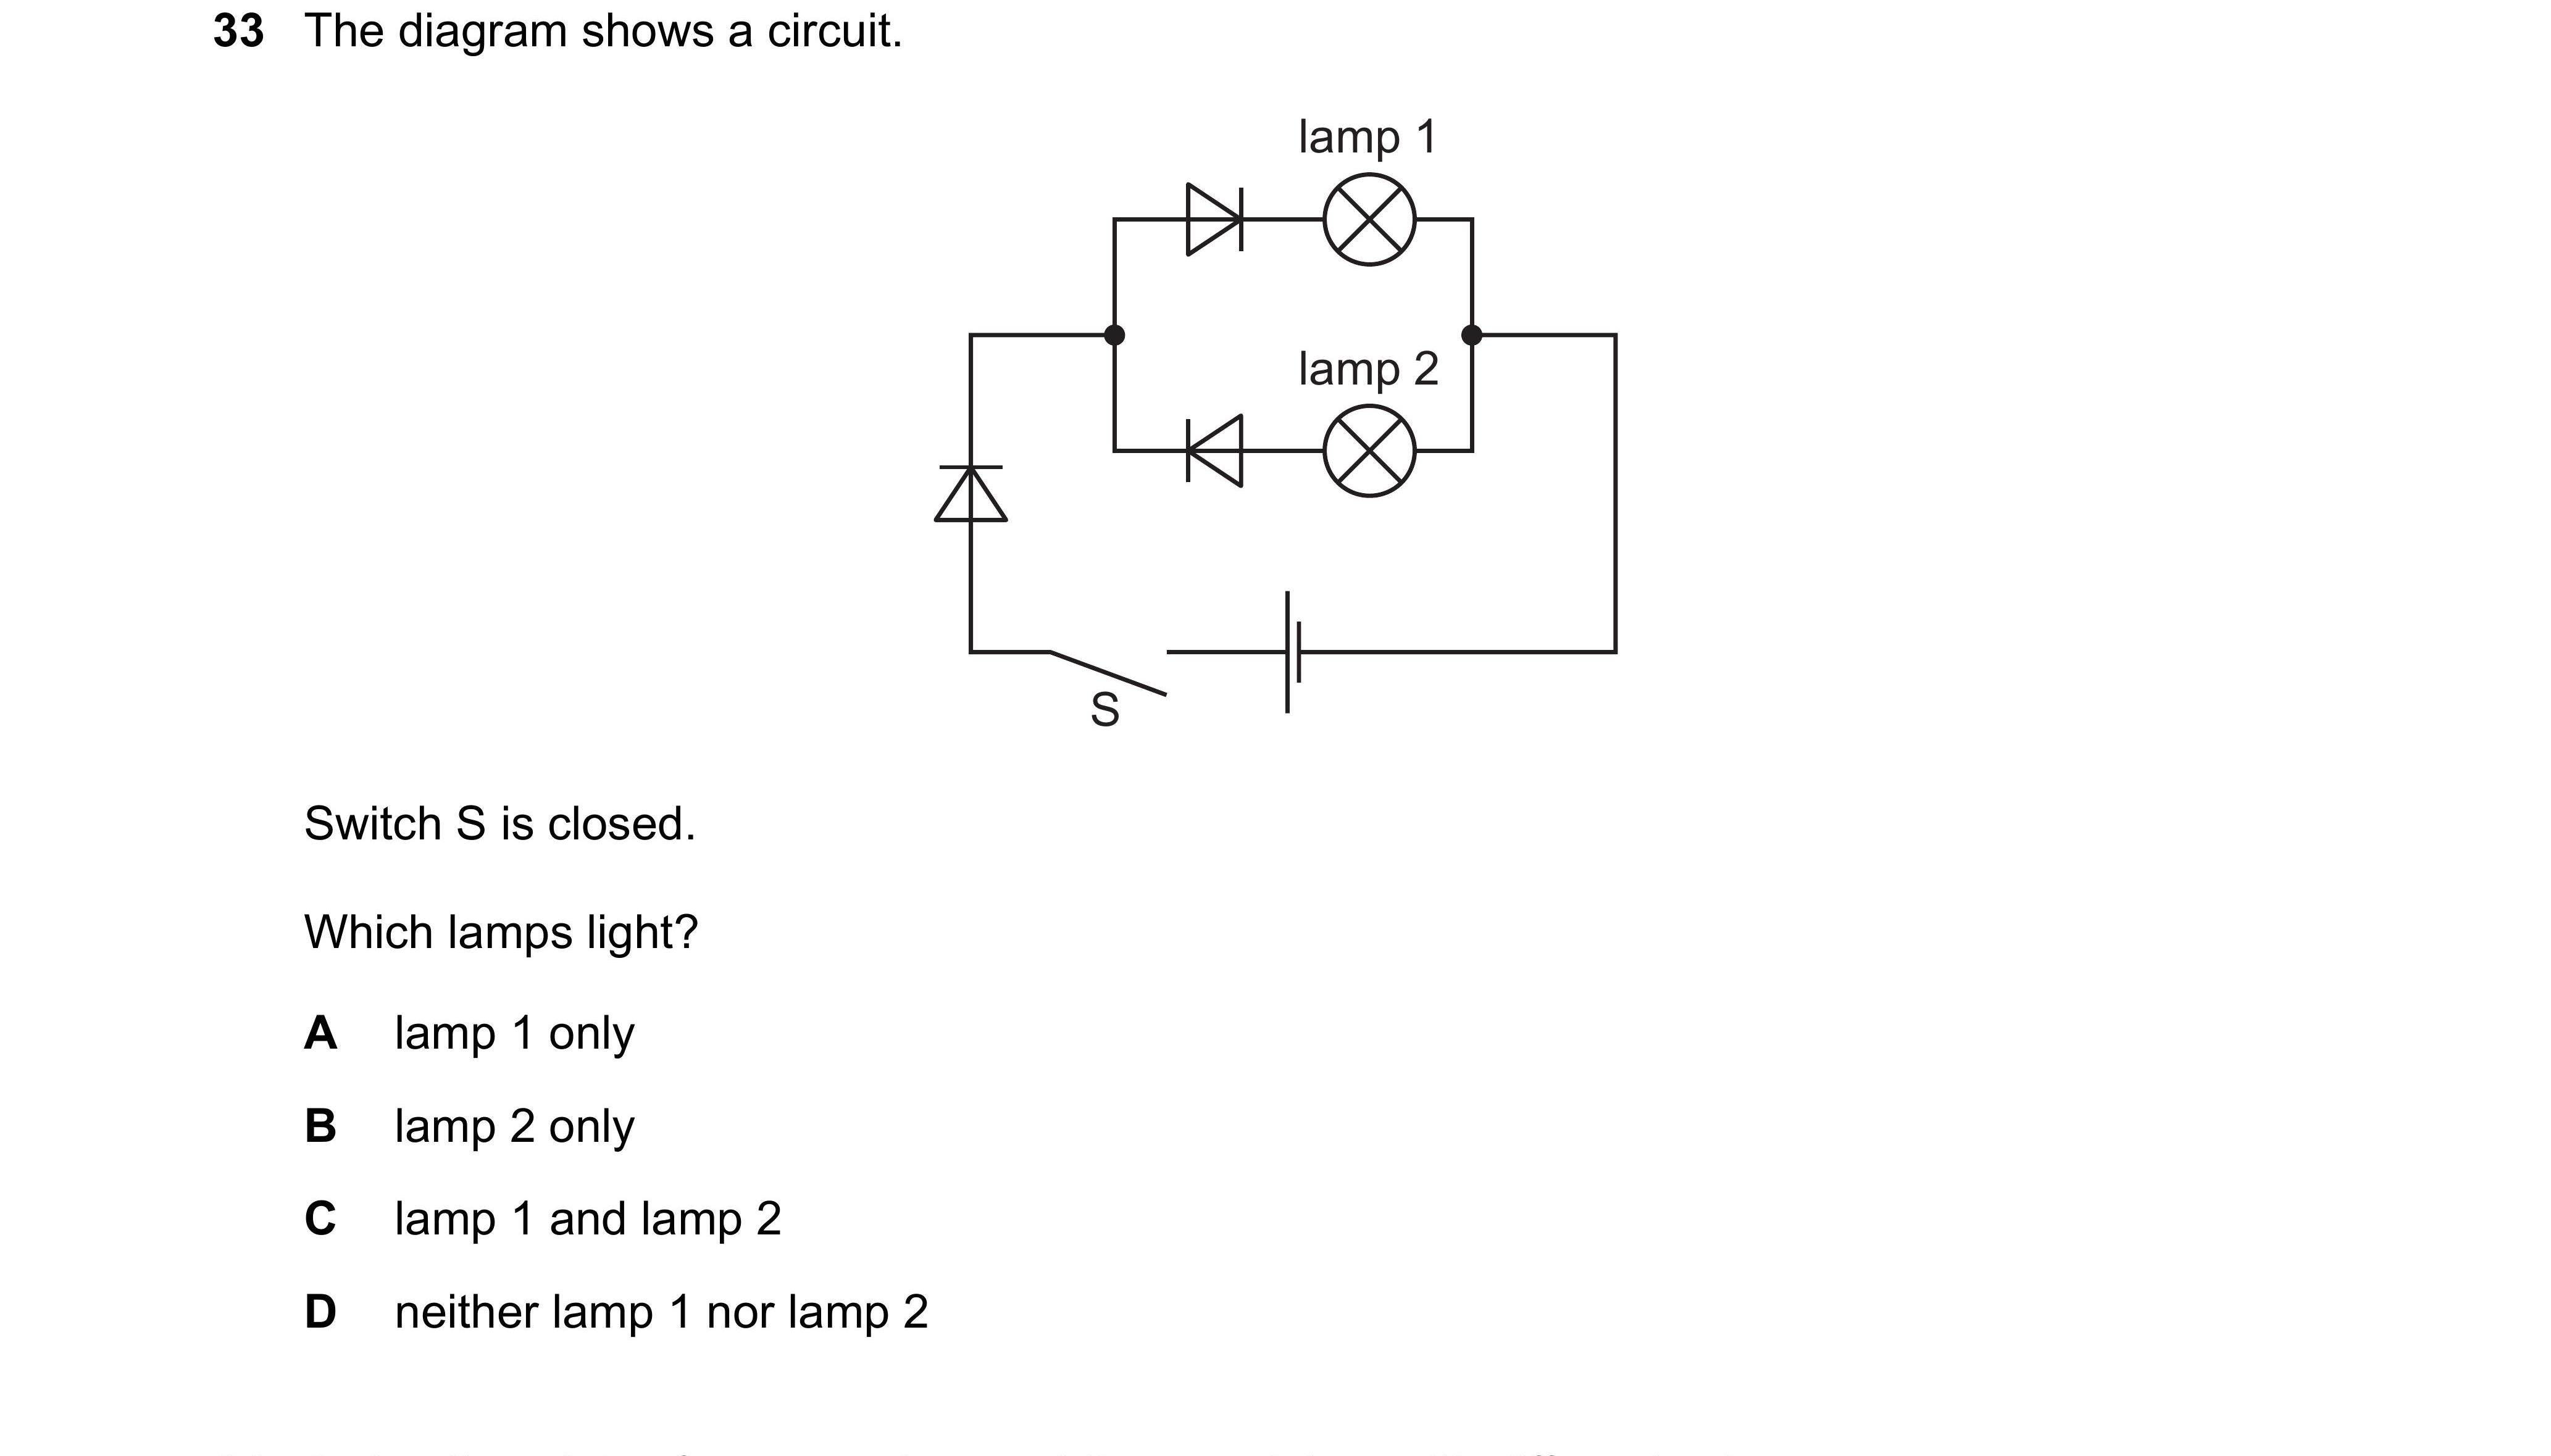 33 The diagram shows a circuit.
lamp 1
lamp 2
S
Switch S is closed.
Which lamps light?
A lamp 1 only
B lamp 2 only
C lamp 1 and lamp 2
D neither lamp 1 nor lamp 2